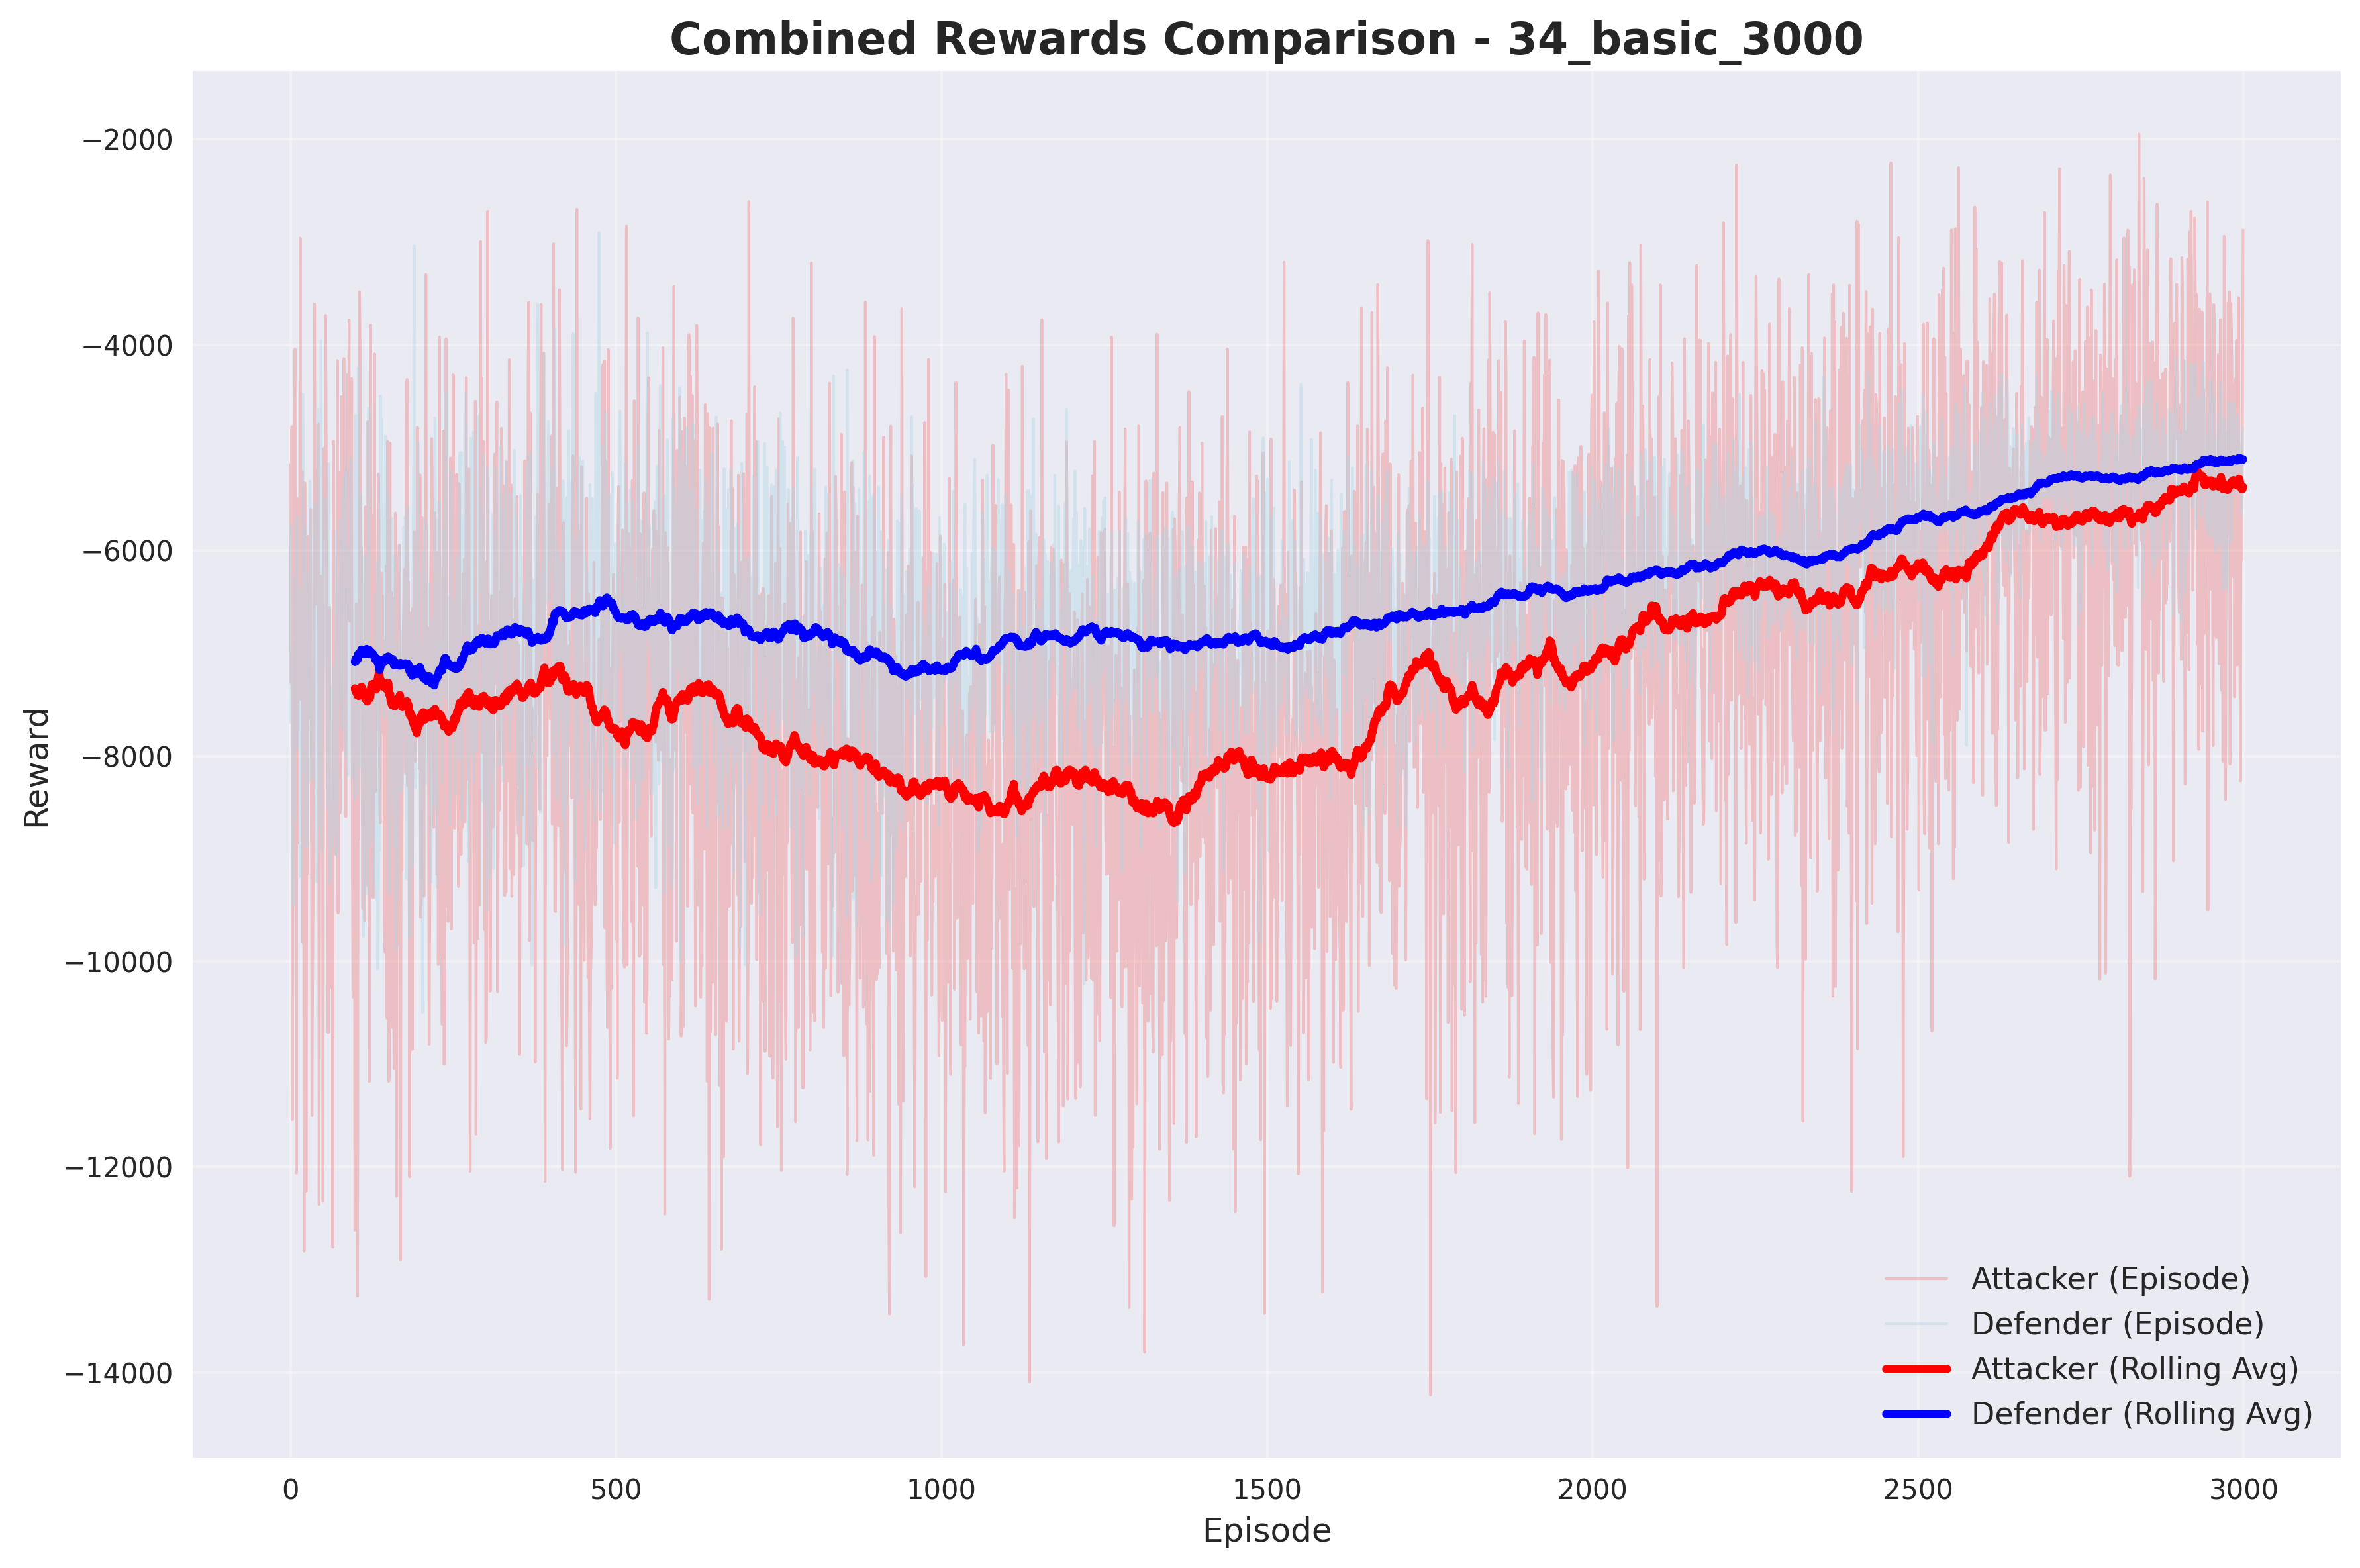 Combined Rewards Comparison - 34_basic_3000
Reward
−2000
−4000
−6000
−8000
−10000
−12000
−14000
Attacker (Episode)
Defender (Episode)
Attacker (Rolling Avg)
Defender (Rolling Avg)
0 500 1000 1500 2000 2500 3000
Episode